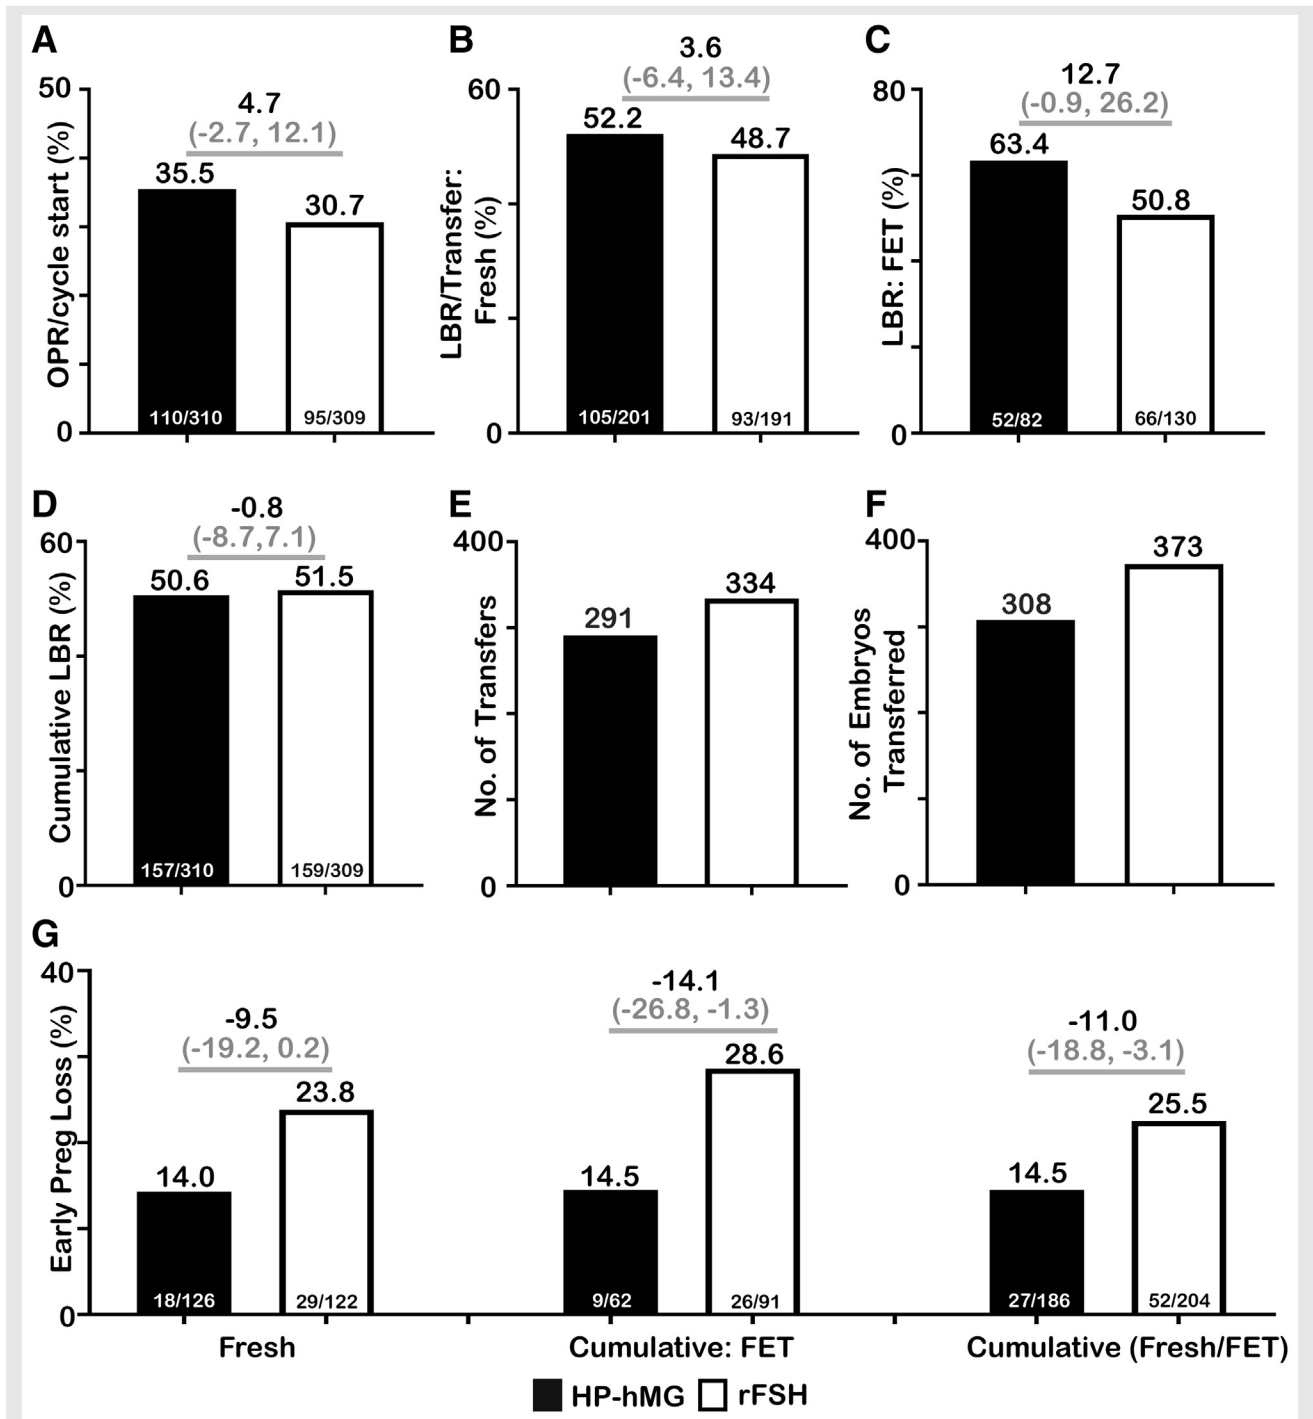 A
OPR/cycle start (%)
50
0
4.7
(-2.7, 12.1)
35.5
30.7
110/310
95/309
B
LBR/Transfer:
Fresh (%)
60
0
3.6
(-6.4, 13.4)
52.2
48.7
105/201
93/191
C
LBR: FET (%)
80
0
12.7
(-0.9, 26.2)
63.4
50.8
52/82
66/130
D
Cumulative LBR (%)
60
0
-0.8
(-8.7,7.1)
50.6
51.5
157/310
159/309
E
No. of Transfers
400
0
291
334
F
No. of Embryos
Transferred
400
0
308
373
G
Early Preg Loss (%)
40
0
-9.5
(-19.2, 0.2)
14.0
23.8
18/126
29/122
Fresh
-14.1
(-26.8, -1.3)
14.5
28.6
9/62
26/91
Cumulative: FET
-11.0
(-18.8, -3.1)
14.5
25.5
27/186
52/204
Cumulative (Fresh/FET)
HP-hMG
rFSH